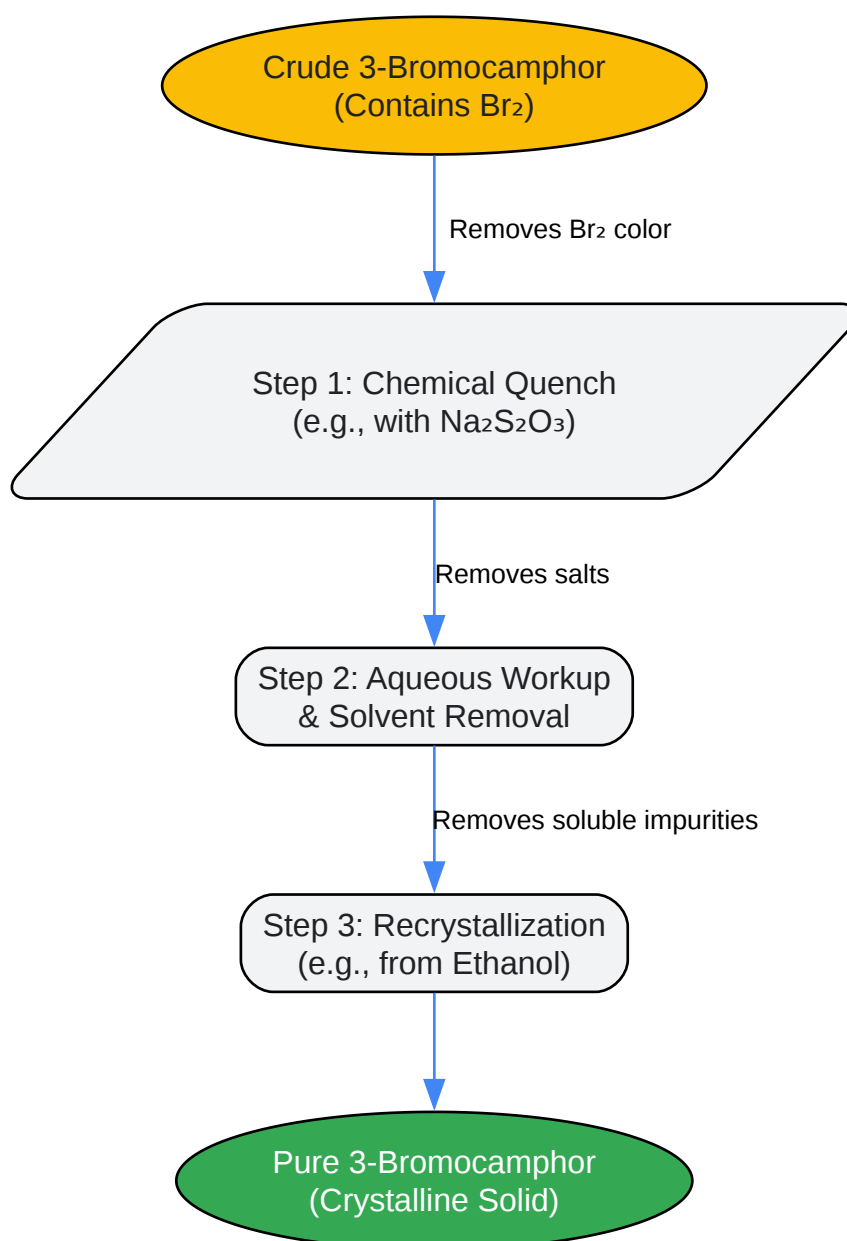 Crude 3-Bromocamphor
(Contains Br₂)
Removes Br₂ color
Step 1: Chemical Quench
(e.g., with Na₂S₂O₃)
Removes salts
Step 2: Aqueous Workup
& Solvent Removal
Removes soluble impurities
Step 3: Recrystallization
(e.g., from Ethanol)
Pure 3-Bromocamphor
(Crystalline Solid)